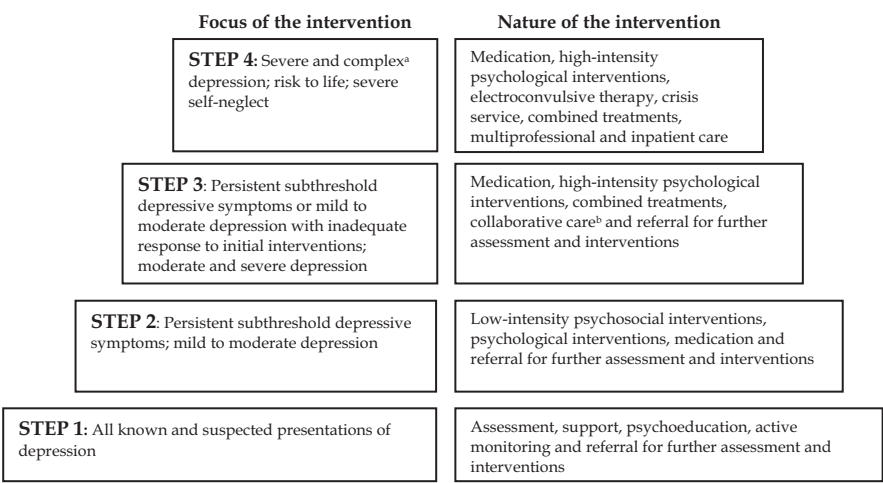 Focus of the intervention
Nature of the intervention
STEP 4: Severe and complexᵃ
depression; risk to life; severe
self-neglect
Medication, high-intensity
psychological interventions,
electroconvulsive therapy, crisis
service, combined treatments,
multiprofessional and inpatient care
STEP 3: Persistent subthreshold
depressive symptoms or mild to
moderate depression with inadequate
response to initial interventions;
moderate and severe depression
Medication, high-intensity psychological
interventions, combined treatments,
collaborative careᵇ and referral for further
assessment and interventions
STEP 2: Persistent subthreshold depressive
symptoms; mild to moderate depression
Low-intensity psychosocial interventions,
psychological interventions, medication and
referral for further assessment and interventions
STEP 1: All known and suspected presentations of
depression
Assessment, support, psychoeducation, active
monitoring and referral for further assessment and
interventions